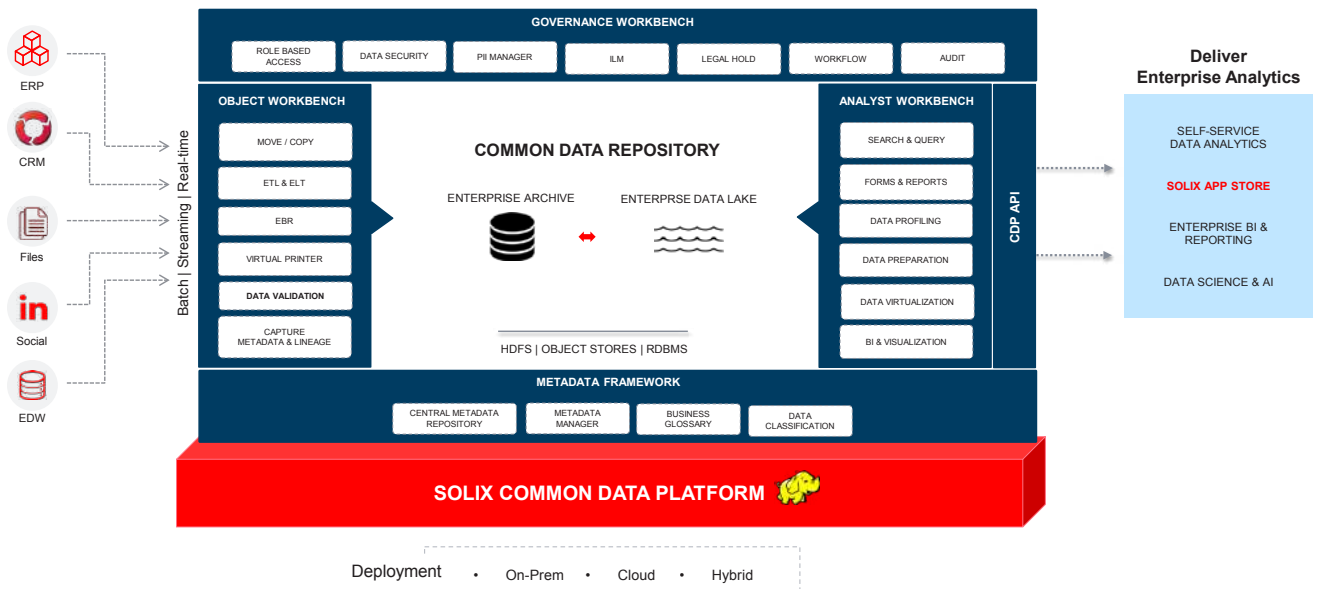 GOVERNANCE WORKBENCH
ROLE BASED
ACCESS
DATA SECURITY
PII MANAGER
ILM
LEGAL HOLD
WORKFLOW
AUDIT
ERP
CRM
Files
in
Social
EDW
Batch | Streaming | Real-time
OBJECT WORKBENCH
MOVE / COPY
ETL & ELT
EBR
VIRTUAL PRINTER
DATA VALIDATION
CAPTURE
METADATA & LINEAGE
COMMON DATA REPOSITORY
ENTERPRISE ARCHIVE
ENTERPRSE DATA LAKE
HDFS | OBJECT STORES | RDBMS
ANALYST WORKBENCH
SEARCH & QUERY
FORMS & REPORTS
DATA PROFILING
DATA PREPARATION
DATA VIRTUALIZATION
BI & VISUALIZATION
CDP API
Deliver
Enterprise Analytics
SELF-SERVICE
DATA ANALYTICS
SOLIX APP STORE
ENTERPRISE BI &
REPORTING
DATA SCIENCE & AI
METADATA FRAMEWORK
CENTRAL METADATA
REPOSITORY
METADATA
MANAGER
BUSINESS
GLOSSARY
DATA
CLASSIFICATION
SOLIX COMMON DATA PLATFORM
Deployment • On-Prem • Cloud • Hybrid